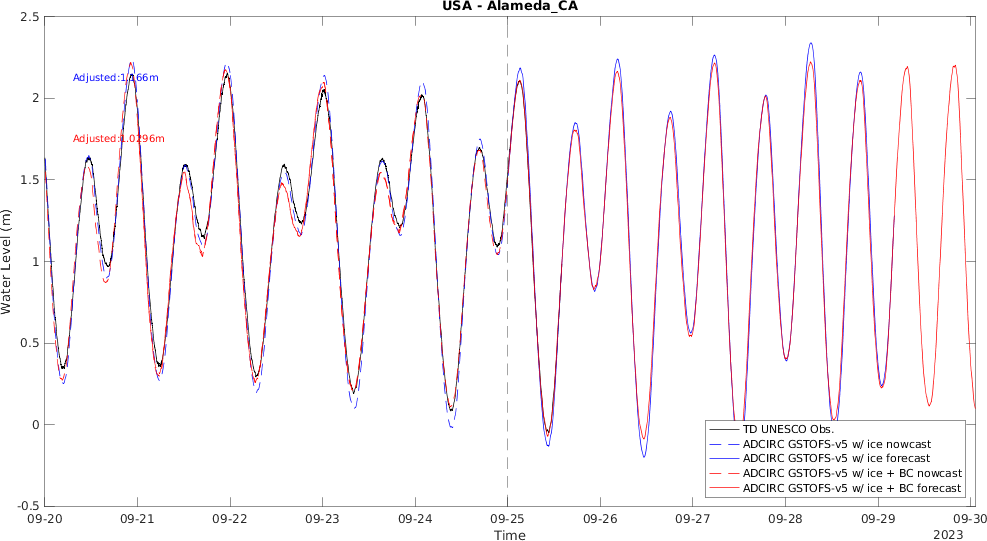 USA - Alameda_CA
2.5
2
1.5
1
0.5
0
-0.5
Water Level (m)
Adjusted:1.166m
Adjusted:1.0296m
TD UNESCO Obs.
ADCIRC GSTOFS-v5 w/ ice nowcast
ADCIRC GSTOFS-v5 w/ ice forecast
ADCIRC GSTOFS-v5 w/ ice + BC nowcast
ADCIRC GSTOFS-v5 w/ ice + BC forecast
09-20 09-21 09-22 09-23 09-24 09-25 09-26 09-27 09-28 09-29 09-30
Time
2023